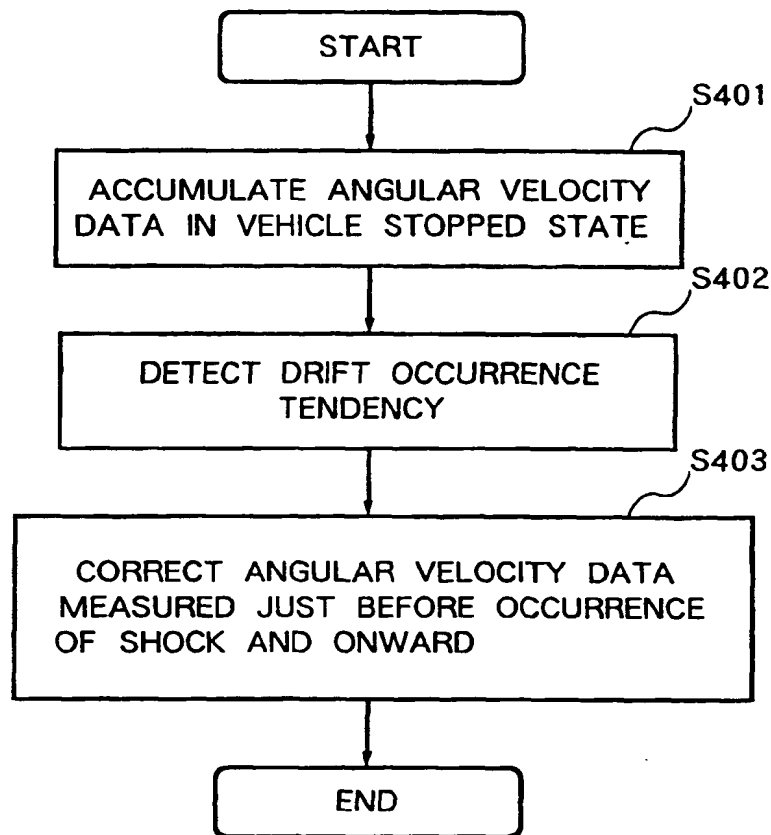 START
S401
ACCUMULATE ANGULAR VELOCITY
DATA IN VEHICLE STOPPED STATE
S402
DETECT DRIFT OCCURRENCE
TENDENCY
S403
CORRECT ANGULAR VELOCITY DATA
MEASURED JUST BEFORE OCCURRENCE
OF SHOCK AND ONWARD
END